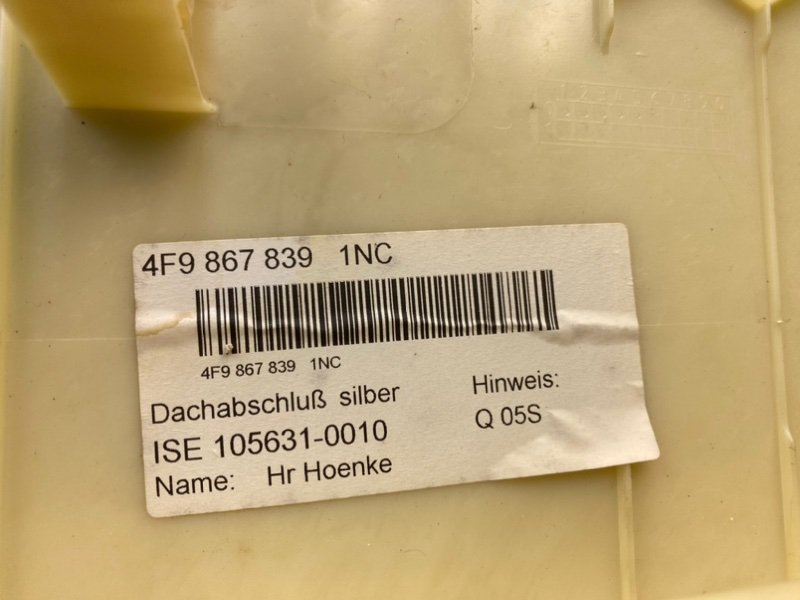 4F9 867 839 1NC
4F9 867 839 1NC
Dachabschluß silber
ISE 105631-0010
Name: Hr Hoenke
Hinweis:
Q 05S